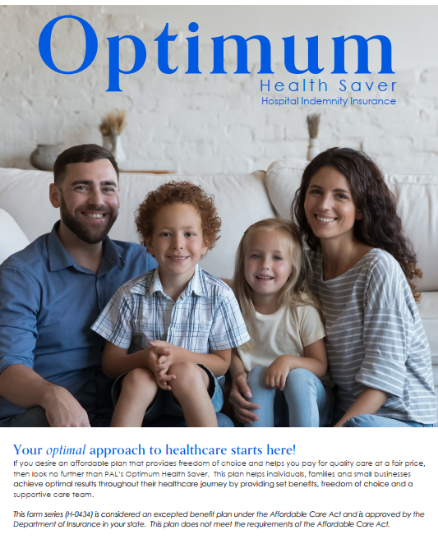 Optimum
Health Saver
Hospital Indemnity Insurance
Your optimal approach to healthcare starts here!
If you desire an affordable plan that provides freedom of choice and helps you pay for quality care at a fair price,
then look no further than PAL's Optimum Health Saver. This plan helps individuals, families and small businesses
achieve optimal results throughout their healthcare journey by providing set benefits, freedom of choice and a
supportive care team.
This form series (H-0434) is considered an excepted benefit plan under the Affordable Care Act and is approved by the
Department of Insurance in your state. This plan does not meet the requirements of the Affordable Care Act.